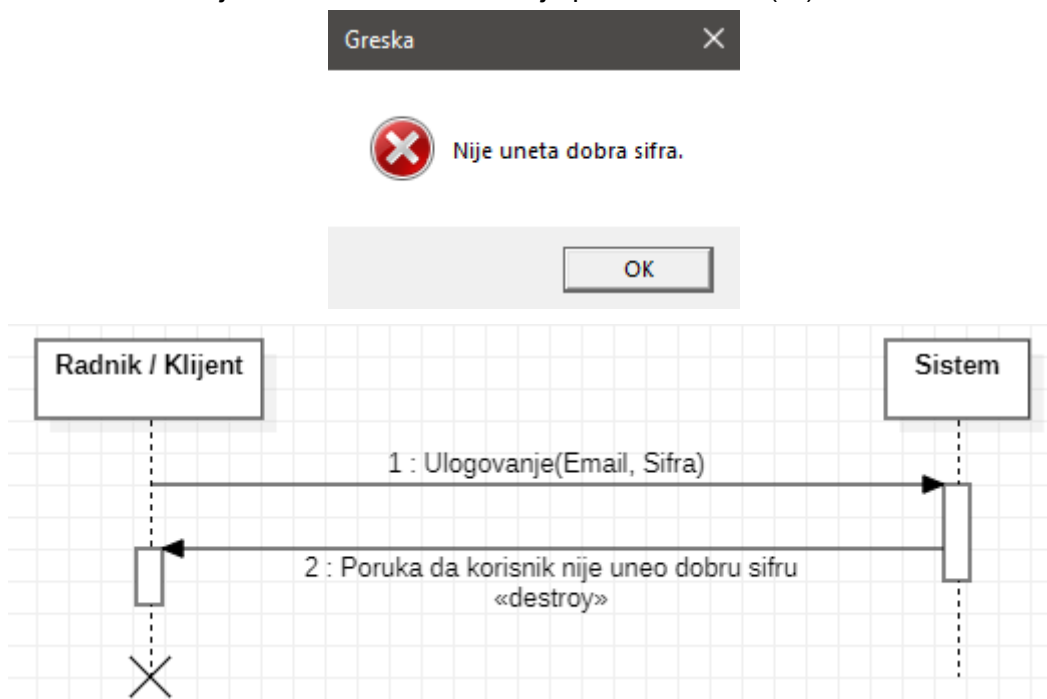 Greska
Nije uneta dobra sifra.
OK
Radnik / Klijent
Sistem
1 : Ulogovanje(Email, Sifra)
2 : Poruka da korisnik nije uneo dobru sifru
«destroy»